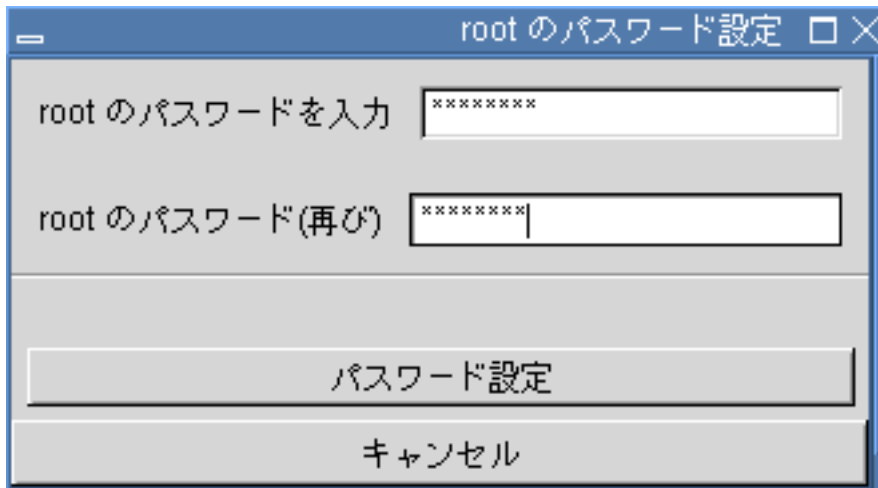 root のパスワード設定
root のパスワードを入力 ********
root のパスワード(再び) ********
パスワード設定
キャンセル